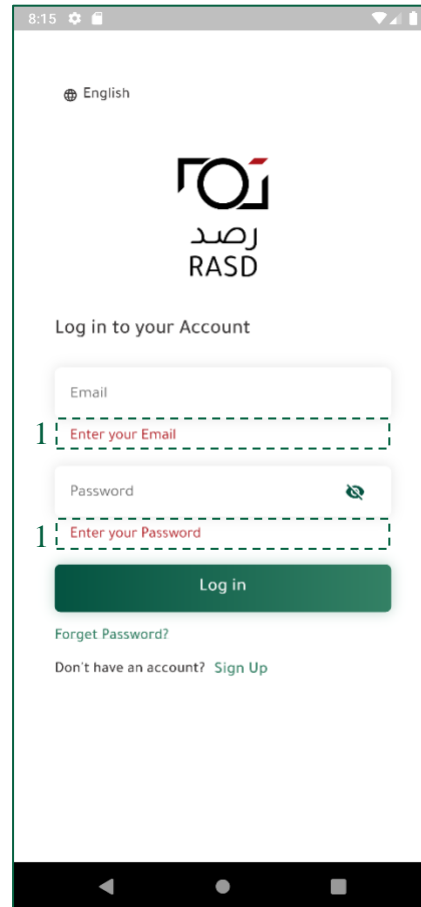 8:15
English
رصد
RASD
Log in to your Account
Email
1 Enter your Email
Password
1 Enter your Password
Log in
Forget Password?
Don't have an account? Sign Up